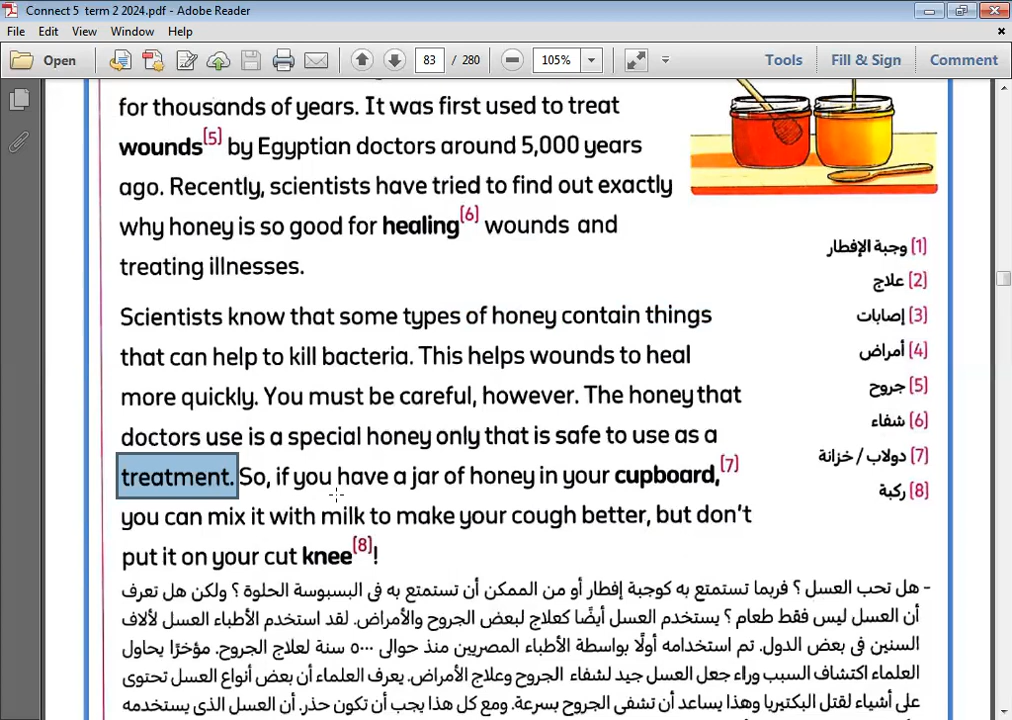 Connect 5 term 2 2024.pdf - Adobe Reader
File Edit View Window Help
Open 83 / 280 105% Tools Fill & Sign Comment
for thousands of years. It was first used to treat
wounds(5) by Egyptian doctors around 5,000 years
ago. Recently, scientists have tried to find out exactly
why honey is so good for healing(6) wounds and
treating illnesses.
Scientists know that some types of honey contain things
that can help to kill bacteria. This helps wounds to heal
more quickly. You must be careful, however. The honey that
doctors use is a special honey only that is safe to use as a
treatment. So, if you have a jar of honey in your cupboard,(7)
you can mix it with milk to make your cough better, but don't
put it on your cut knee(8)!
(1) وجبة الإفطار
(2) علاج
(3) إصابات
(4) أمراض
(5) جروح
(6) شفاء
(7) دولاب / خزانة
(8) ركبة
- هل تحب العسل ؟ فربما تستمتع به كوجبة إفطار أو من الممكن أن تستمتع به فى البسبوسة الحلوة ؟ ولكن هل تعرف
أن العسل ليس فقط طعام ؟ يستخدم العسل أيضًا كعلاج لبعض الجروح والأمراض. لقد استخدم الأطباء العسل لألاف
السنين فى بعض الدول. تم استخدامه أولًا بواسطة الأطباء المصريين منذ حوالى ٥٠٠٠ سنة لعلاج الجروح. مؤخرًا يحاول
العلماء اكتشاف السبب وراء جعل العسل جيد لشفاء الجروح وعلاج الأمراض. يعرف العلماء أن بعض أنواع العسل تحتوى
على أشياء لقتل البكتيريا وهذا يساعد أن تشفى الجروح بسرعة. ومع كل هذا يجب أن تكون حذر. أن العسل الذى يستخدمه